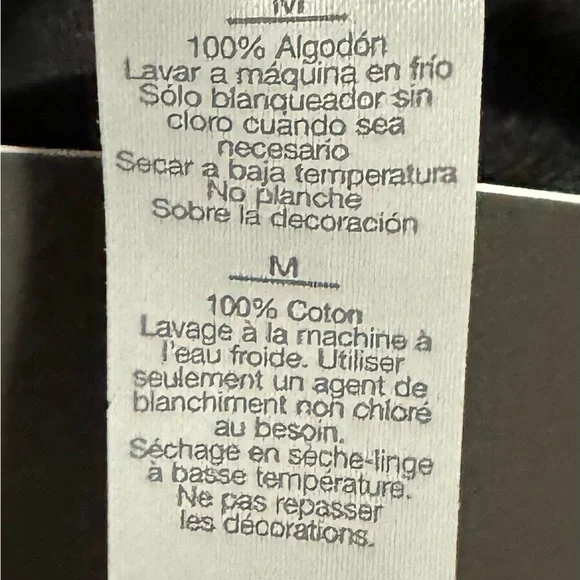 M
100% Algodón
Lavar a máquina en frío
Sólo blanqueador sin
cloro cuando sea
necesario
Secar a baja temperatura
No planche
Sobre la decoración
M
100% Coton
Lavage à la machine à
l'eau froide. Utiliser
seulement un agent de
blanchiment non chloré
au besoin.
Séchage en sèche-linge
à basse température.
Ne pas repasser
les décorations.